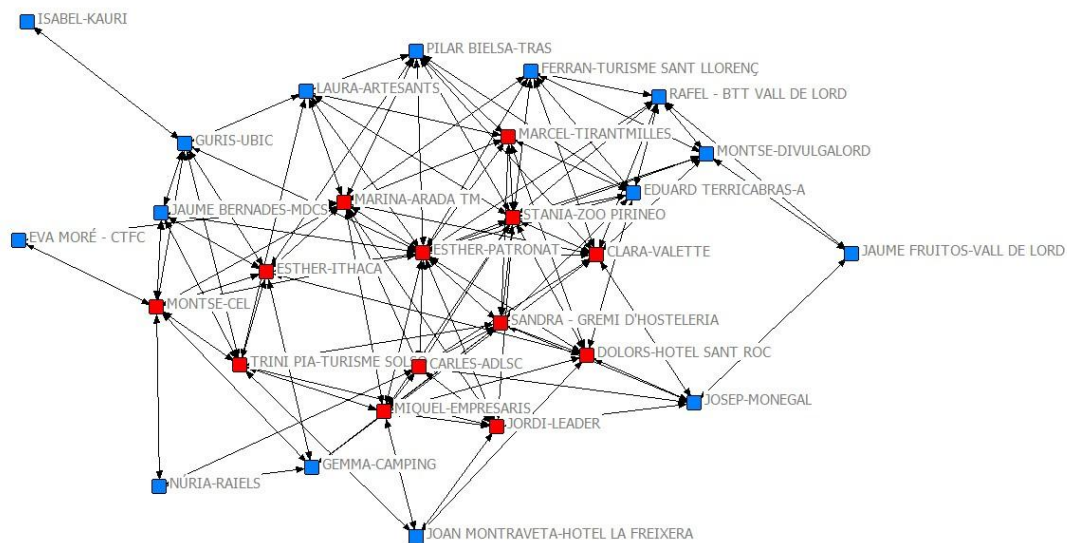 ISABEL-KAURI
PILAR BIELSA-TRAS
FERRAN-TURISME SANT LLORENÇ
LAURA-ARTESANTS
RAFEL - BTT VALL DE LORD
MARCEL-TIRANTMILLES
GURIS-UBIC
MONTSE-DIVULGALORD
EDUARD TERRICABRAS-A
MARINA-ARADA TM
JAUME BERNADES-MDCS
STANIA-ZOO PIRINEO
EVA MORÉ - CTFC
ESTHER-PATRONAT
CLARA-VALETTE
JAUME FRUITOS-VALL DE LORD
ESTHER-ITHACA
MONTSE-CEL
SANDRA - GREMI D'HOSTELERIA
DOLORS-HOTEL SANT ROC
TRINI PIA-TURISME SOLSO
CARLES-ADLSC
JOSEP-MONEGAL
MIQUEL-EMPRESARIS
JORDI-LEADER
GEMMA-CAMPING
NÚRIA-RAIELS
JOAN MONTRAVETA-HOTEL LA FREIXERA